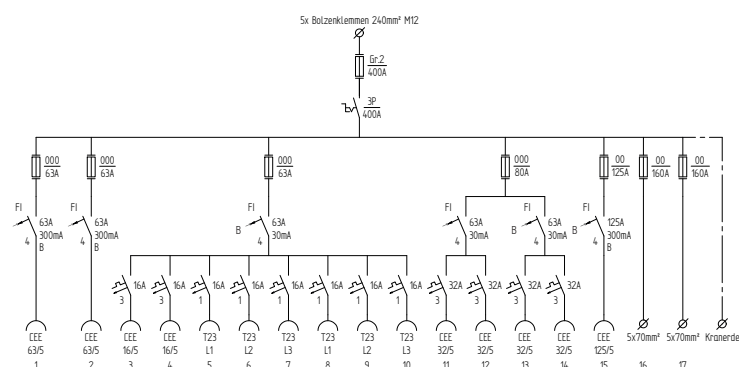 5x Bolzenklemmen 240mm² M12
Gr.2
400A
3P
400A
000
63A
000
63A
000
63A
000
80A
00
125A
00
160A
00
160A
FI
63A
300mA
4
B
FI
63A
300mA
4
B
FI
63A
B
30mA
4
FI
63A
30mA
4
FI
63A
B
30mA
4
FI
125A
300mA
4
B
16A
3
16A
3
16A
1
16A
1
16A
1
16A
1
16A
1
16A
1
32A
3
32A
3
32A
3
32A
3
CEE
63/5
1
CEE
63/5
2
CEE
16/5
3
CEE
16/5
4
T23
L1
5
T23
L2
6
T23
L3
7
T23
L1
8
T23
L2
9
T23
L3
10
CEE
32/5
11
CEE
32/5
12
CEE
32/5
13
CEE
32/5
14
CEE
125/5
15
5x70mm²
16
5x70mm²
17
Kranerde